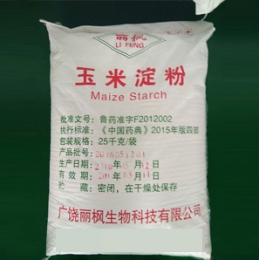 丽枫
LI FENG
玉米淀粉
Maize Starch
批准文号：鲁药准字F2012002
执行标准：《中国药典》2015年版四部
包装规格：25千克/袋
产品批号：
生产日期：
有效期至：
贮 藏：密闭，在干燥处保存
广饶丽枫生物科技有限公司